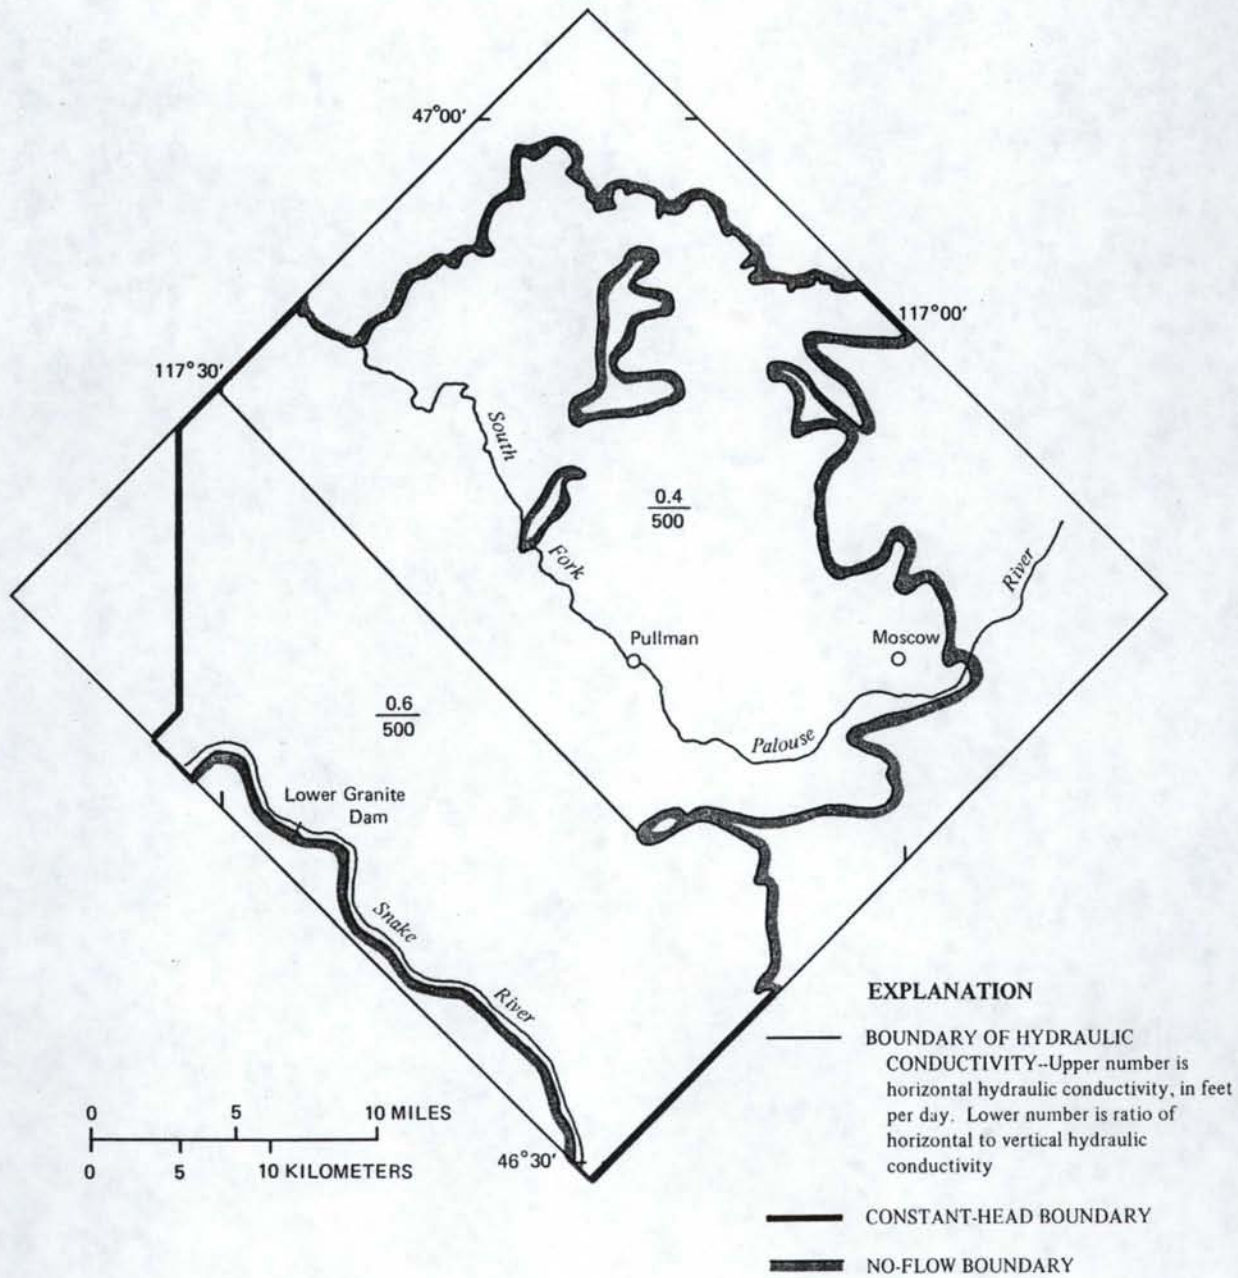 47°00'
117°00'
117°30'
South
Fork
0.4
500
River
Pullman
Moscow
0.6
500
Palouse
Lower Granite
Dam
Snake
River
46°30'
0 5 10 MILES
0 5 10 KILOMETERS
EXPLANATION
BOUNDARY OF HYDRAULIC
CONDUCTIVITY--Upper number is
horizontal hydraulic conductivity, in feet
per day. Lower number is ratio of
horizontal to vertical hydraulic
conductivity
CONSTANT-HEAD BOUNDARY
NO-FLOW BOUNDARY